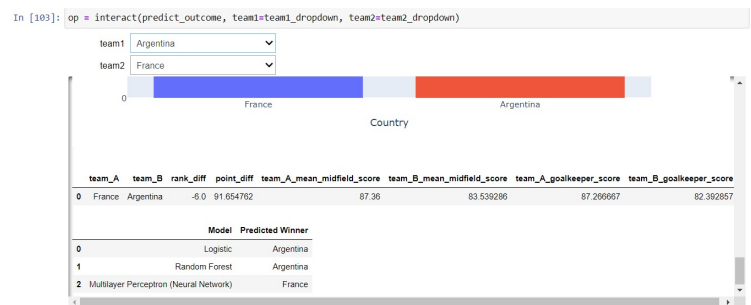 In [103]: op = interact(predict_outcome, team1=team1_dropdown, team2=team2_dropdown)
team1 Argentina
team2 France
0
France Argentina
Country
team_A team_B rank_diff point_diff team_A_mean_midfield_score team_B_mean_midfield_score team_A_goalkeeper_score team_B_goalkeeper_score
0 France Argentina -6.0 91.654762 87.36 83.539286 87.266667 82.392857
Model Predicted Winner
0 Logistic Argentina
1 Random Forest Argentina
2 Multilayer Perceptron (Neural Network) France